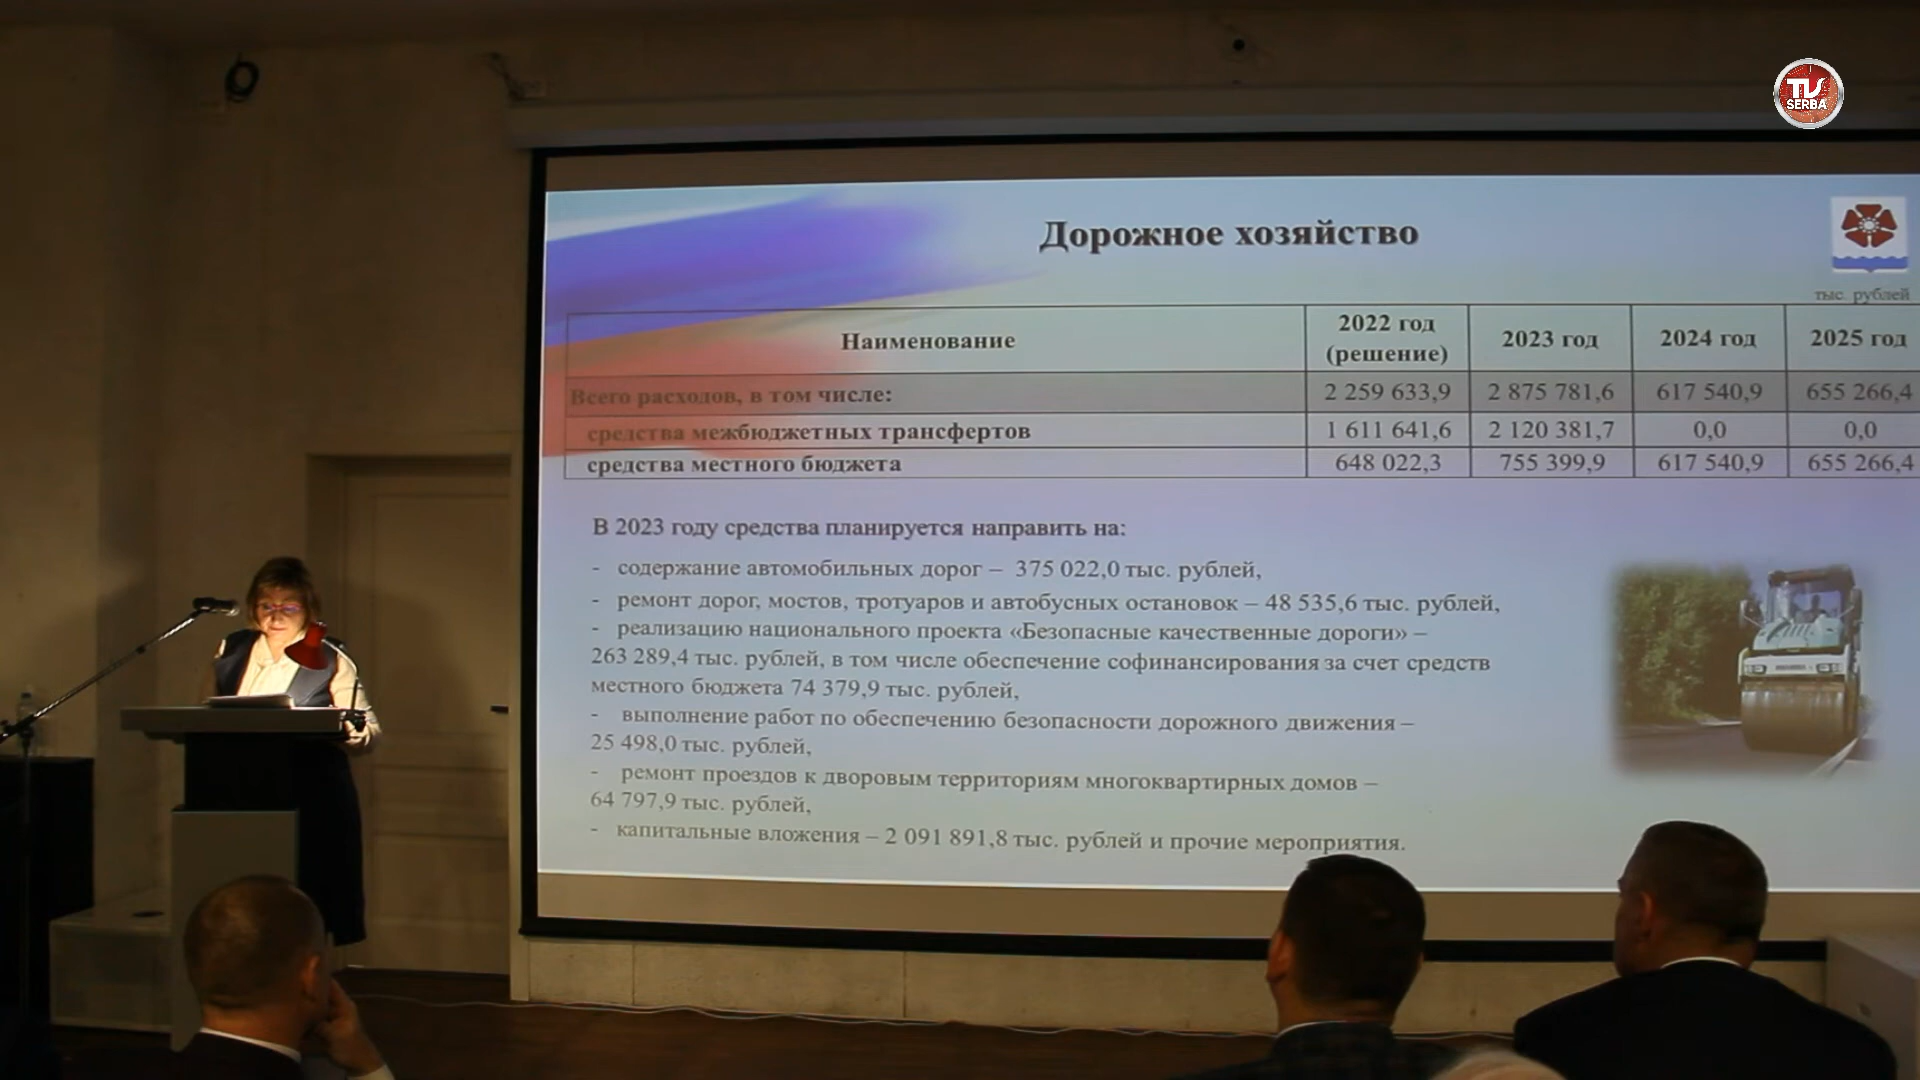 TV
SERBA
Дорожное хозяйство
тыс. рублей
Наименование 2022 год (решение) 2023 год 2024 год 2025 год
Всего расходов, в том числе: 2 259 633,9 2 875 781,6 617 540,9 655 266,4
средства межбюджетных трансфертов 1 611 641,6 2 120 381,7 0,0 0,0
средства местного бюджета 648 022,3 755 399,9 617 540,9 655 266,4
В 2023 году средства планируется направить на:
- содержание автомобильных дорог – 375 022,0 тыс. рублей,
- ремонт дорог, мостов, тротуаров и автобусных остановок – 48 535,6 тыс. рублей,
- реализацию национального проекта «Безопасные качественные дороги» –
263 289,4 тыс. рублей, в том числе обеспечение софинансирования за счет средств
местного бюджета 74 379,9 тыс. рублей,
- выполнение работ по обеспечению безопасности дорожного движения –
25 498,0 тыс. рублей,
- ремонт проездов к дворовым территориям многоквартирных домов –
64 797,9 тыс. рублей,
- капитальные вложения – 2 091 891,8 тыс. рублей и прочие мероприятия.